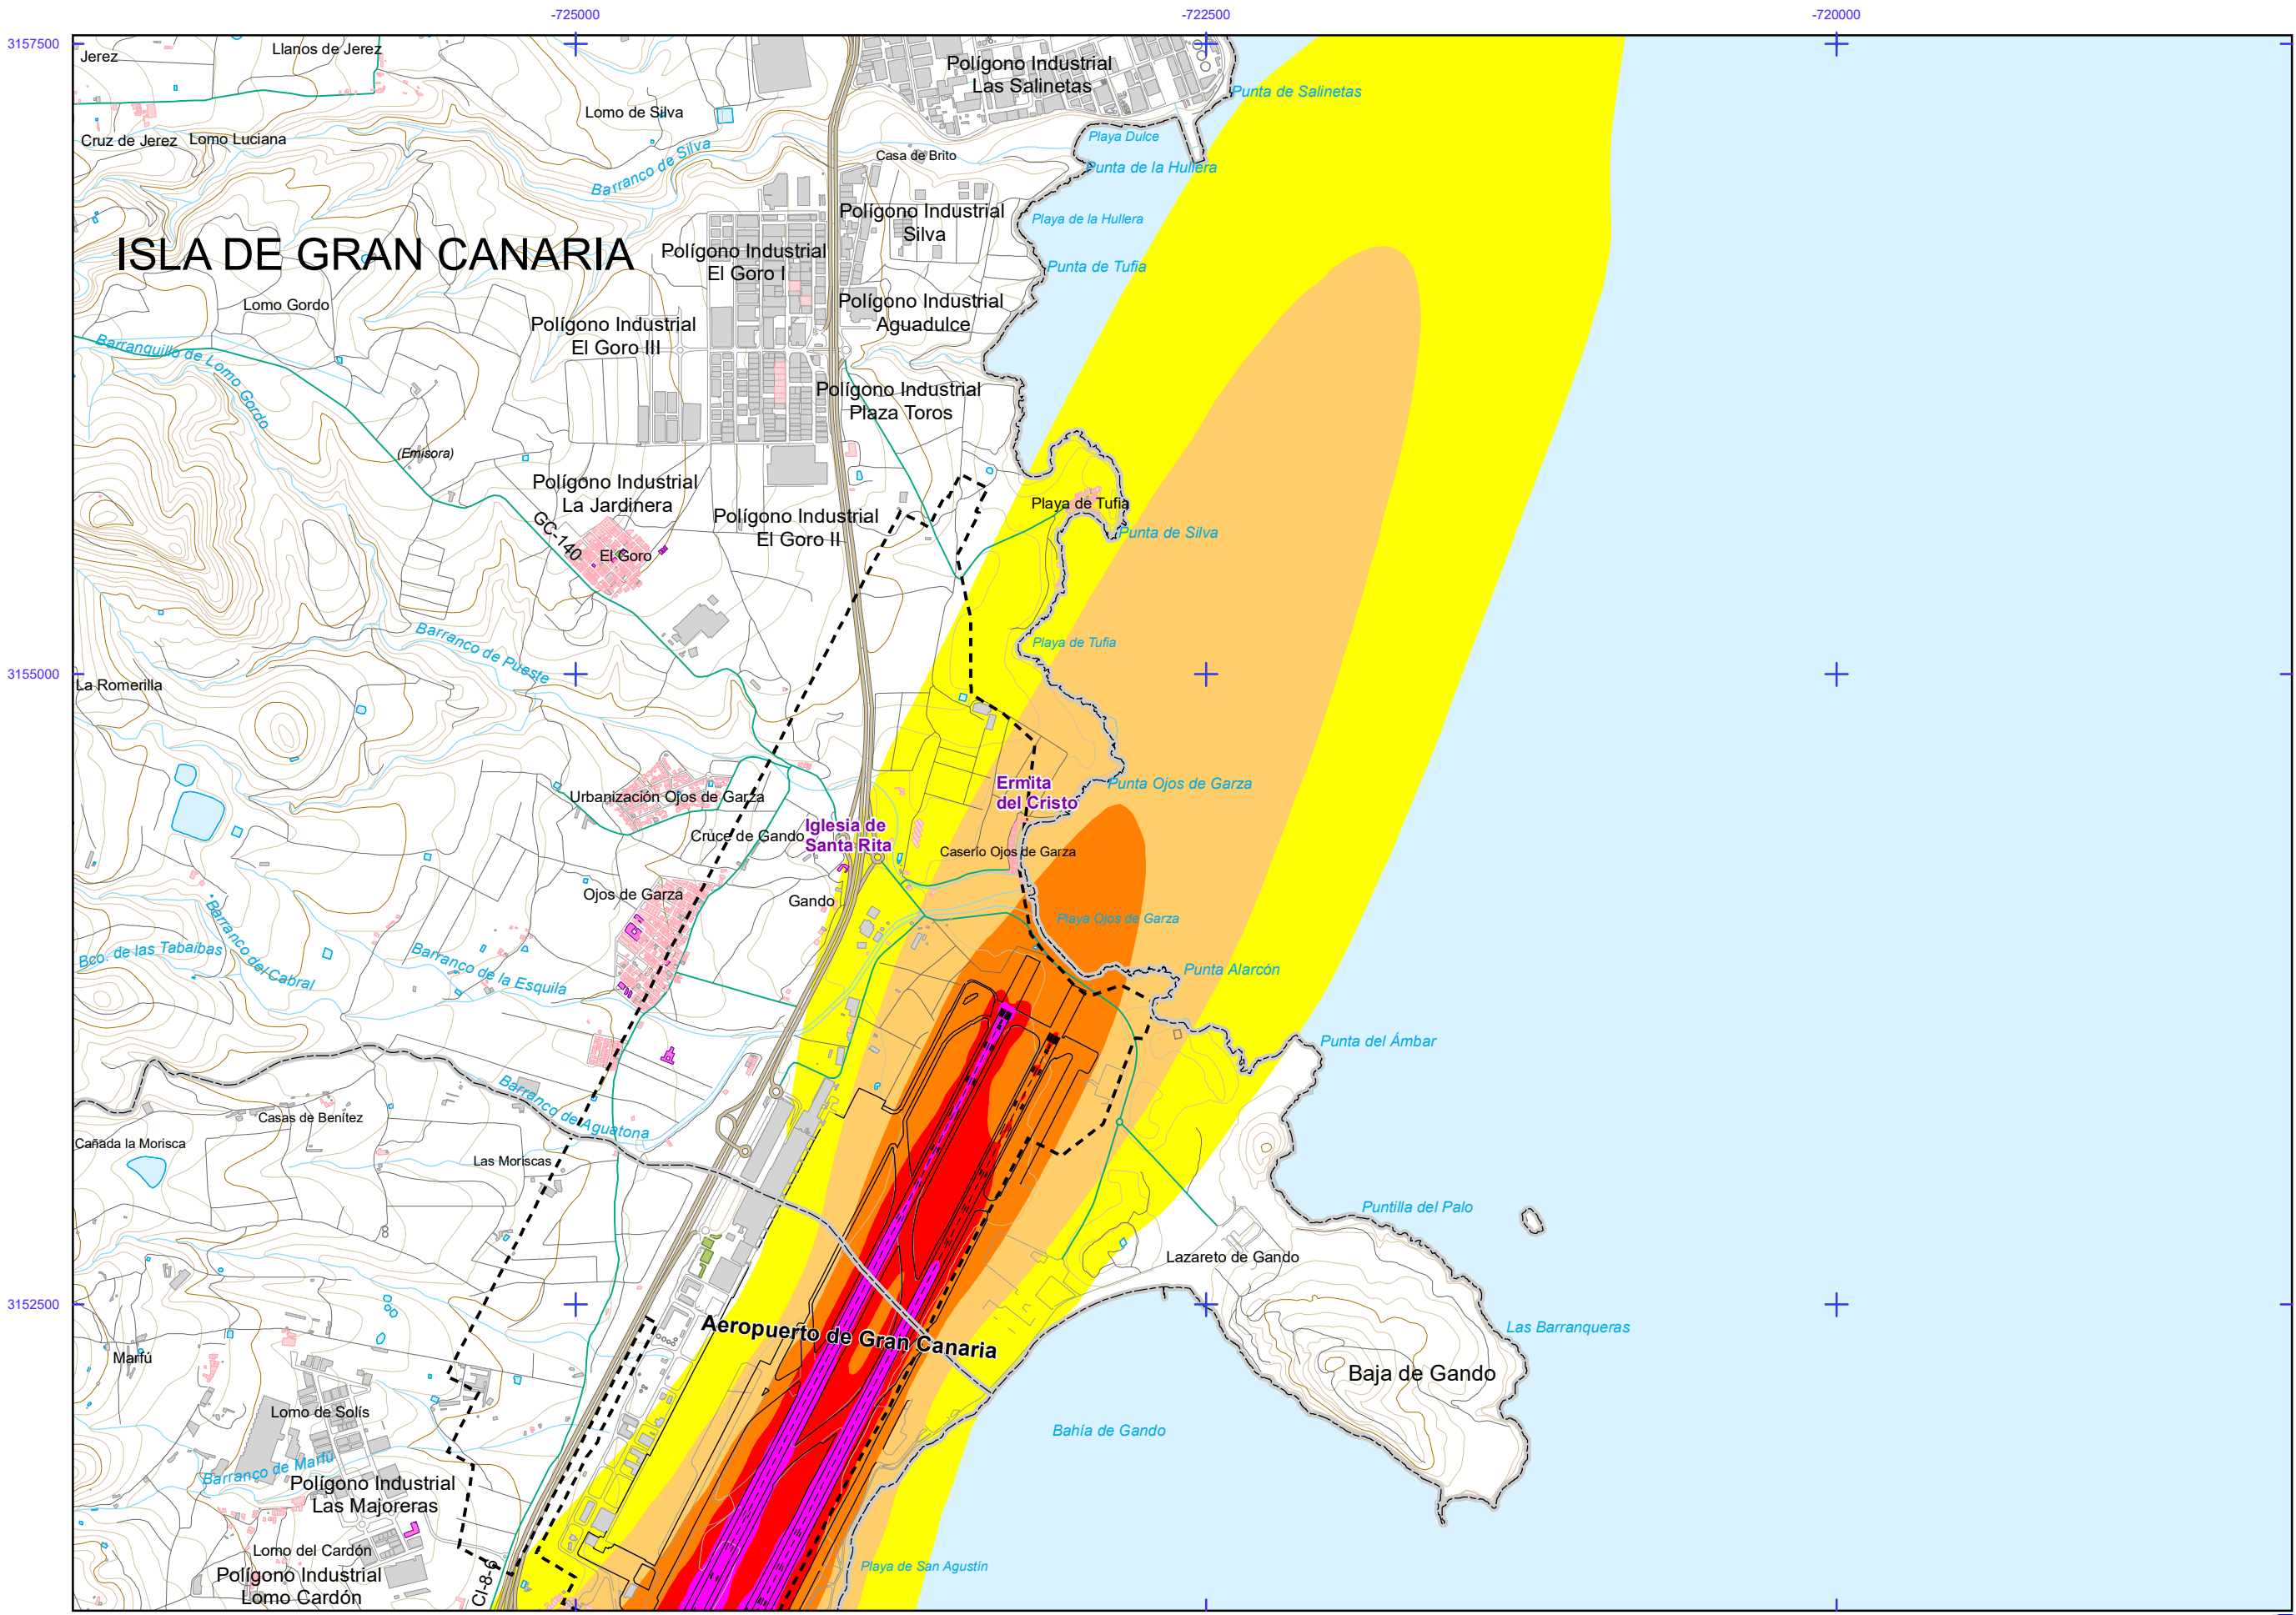 -725000
-722500
-720000
3157500
Jerez
Llanos de Jerez
Polígono Industrial
Las Salinetas
Punta de Salinetas
Lomo de Silva
Cruz de Jerez
Lomo Luciana
Playa Dulce
Barranco de Silva
Casa de Brito
Punta de la Hullera
Polígono Industrial
Silva
Playa de la Hullera
ISLA DE GRAN CANARIA
Polígono Industrial
El Goro I
Punta de Tufia
Lomo Gordo
Polígono Industrial
Aguadulce
Polígono Industrial
El Goro III
Barranquillo de Lomo Gordo
Polígono Industrial
Plaza Toros
(Emisora)
Polígono Industrial
La Jardinera
Playa de Tufia
Polígono Industrial
El Goro II
GC-140
Punta de Silva
El Goro
Barranco de Pueste
Playa de Tufia
3155000
La Romerilla
Ermita
del Cristo
Punta Ojos de Garza
Urbanización Ojos de Garza
Iglesia de
Santa Rita
Cruce de Gando
Caserío Ojos de Garza
Ojos de Garza
Gando
Playa Ojos de Garza
Barranco del Cabral
Bco. de las Tabaibas
Barranco de la Esquila
Punta Alarcón
Punta del Ámbar
Barranco de Aguatona
Casas de Benítez
Cañada la Morisca
Las Moriscas
Puntilla del Palo
Lazareto de Gando
3152500
Aeropuerto de Gran Canaria
Las Barranqueras
Marfú
Baja de Gando
Lomo de Solís
Bahía de Gando
Barranco de Marfú
Polígono Industrial
Las Majoreras
Lomo del Cardón
Playa de San Agustín
Polígono Industrial
Lomo Cardón
CI-8-6